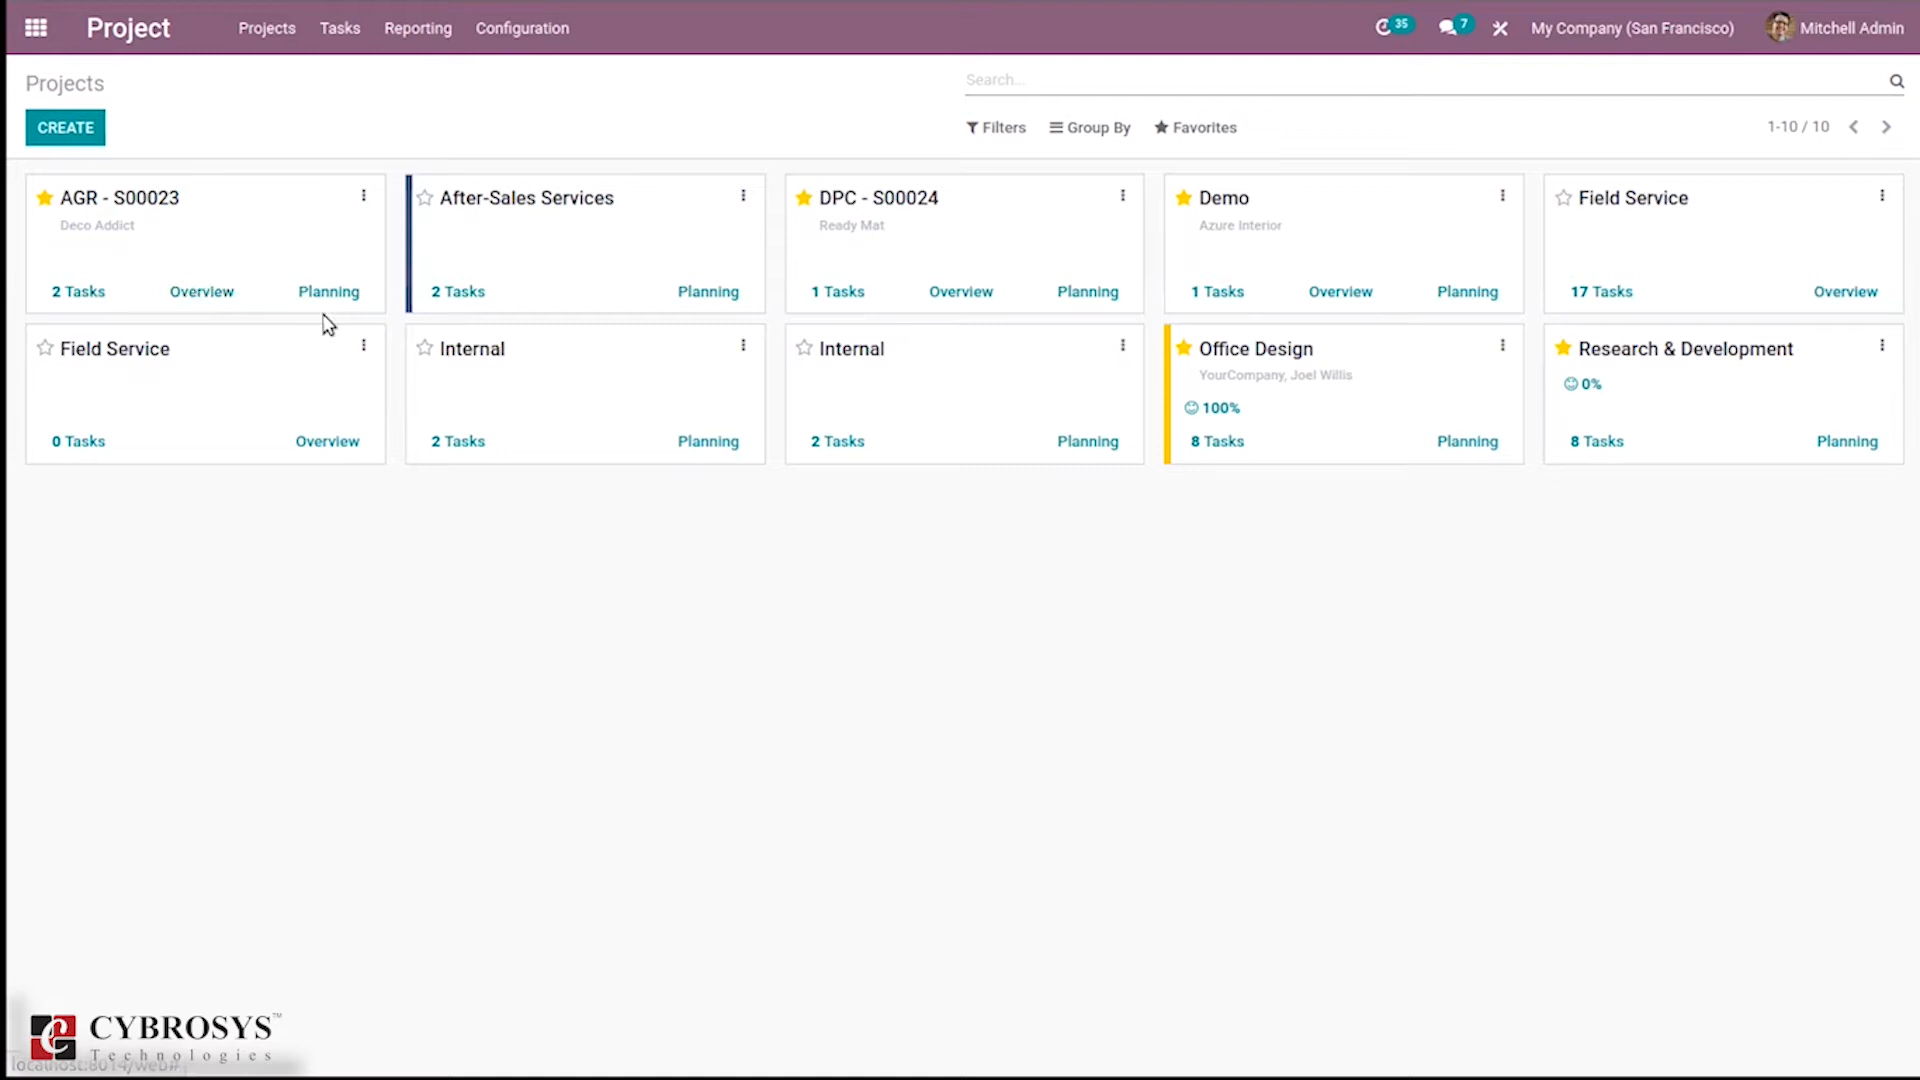 Project Projects Tasks Reporting Configuration 35 7 My Company (San Francisco) Mitchell Admin
Projects Search...
CREATE Filters Group By Favorites 1-10 / 10
AGR - S00023 After-Sales Services DPC - S00024 Demo Field Service
Deco Addict Ready Mat Azure Interior
2 Tasks Overview Planning 2 Tasks Planning 1 Tasks Overview Planning 1 Tasks Overview Planning 17 Tasks Overview
Field Service Internal Internal Office Design Research & Development
YourCompany, Joel Willis 0%
100%
0 Tasks Overview 2 Tasks Planning 2 Tasks Planning 8 Tasks Planning 8 Tasks Planning
CYBROSYS™
Technologies
localhost:8014/web#